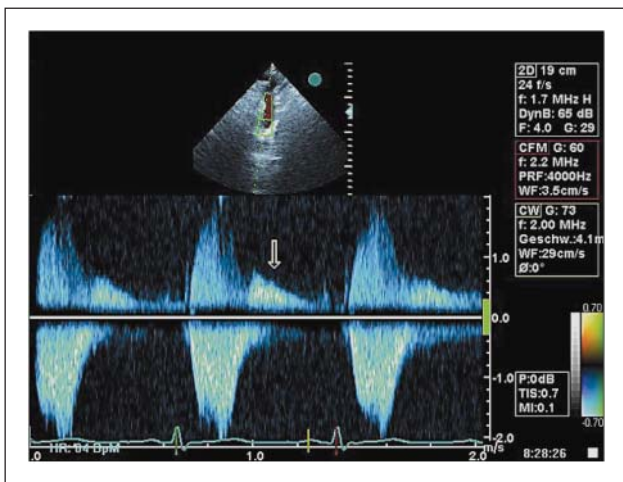 2D 19 cm
24 f/s
f: 1.7 MHz H
DynB: 65 dB
F: 4.0 G: 29
CFM G: 60
f: 2.2 MHz
PRF:4000Hz
WF:3.5cm/s
CW G: 73
f: 2.00 MHz
Geschw.:4.1m
WF:29cm/s
Ø:0°
1.0
0.70
0.0
-1.0
P:0dB
TIS:0.7
MI:0.1
-0.70
-2.0
m/s
HR: 84 BpM
.0
1.0
2.0
8:28:26